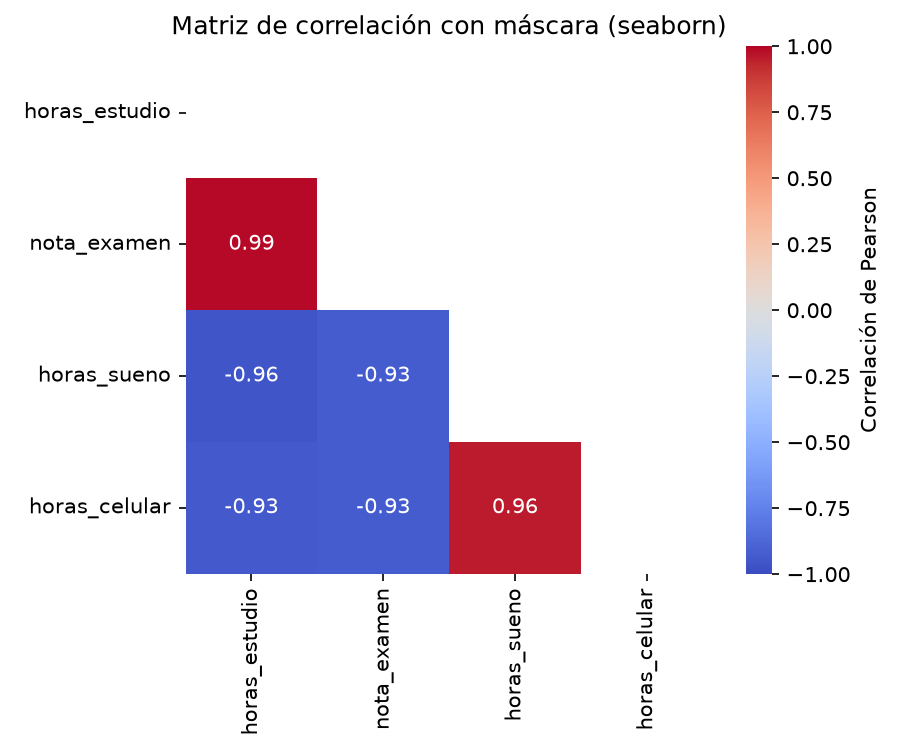 Matriz de correlación con máscara (seaborn)
horas_estudio
nota_examen
horas_sueno
horas_celular
0.99
-0.96
-0.93
-0.93
-0.93
0.96
horas_estudio
nota_examen
horas_sueno
horas_celular
1.00
0.75
0.50
0.25
0.00
−0.25
−0.50
−0.75
−1.00
Correlación de Pearson